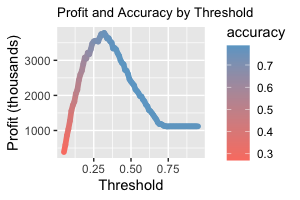 Profit and Accuracy by Threshold
accuracy
0.7
0.6
0.5
0.4
0.3
Profit (thousands)
3000
2000
1000
0.25 0.50 0.75
Threshold